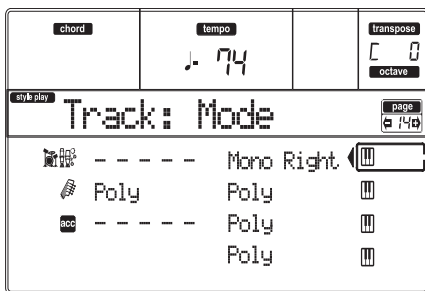 chord tempo transpose
♩- 74 C 0
octave
style play Track: Mode page
14
- - - - - Mono Right
Poly Poly
acc - - - - - Poly
Poly